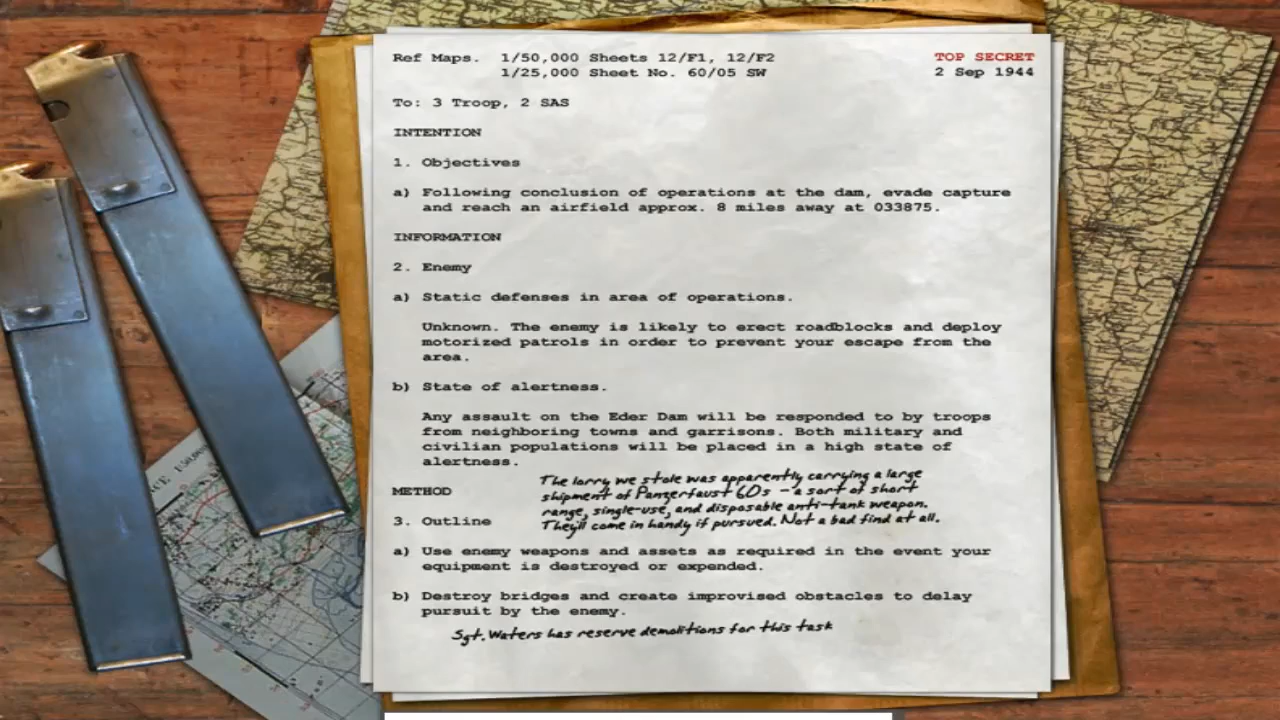 Ref Maps. 1/50,000 Sheets 12/F1, 12/F2
TOP SECRET
1/25,000 Sheet No. 60/05 SW
2 Sep 1944
To: 3 Troop, 2 SAS
INTENTION
1. Objectives
a) Following conclusion of operations at the dam, evade capture
and reach an airfield approx. 8 miles away at 033875.
INFORMATION
2. Enemy
a) Static defenses in area of operations.
Unknown. The enemy is likely to erect roadblocks and deploy
motorized patrols in order to prevent your escape from the
area.
b) State of alertness.
Any assault on the Eder Dam will be responded to by troops
from neighboring towns and garrisons. Both military and
civilian populations will be placed in a high state of
alertness.
The lorry we stole was apparently carrying a large
shipment of Panzerfaust 60s – a sort of short
range, single-use, and disposable anti-tank weapon.
They'll come in handy if pursued. Not a bad find at all.
METHOD
3. Outline
a) Use enemy weapons and assets as required in the event your
equipment is destroyed or expended.
b) Destroy bridges and create improvised obstacles to delay
pursuit by the enemy.
Sgt. Waters has reserve demolitions for this task